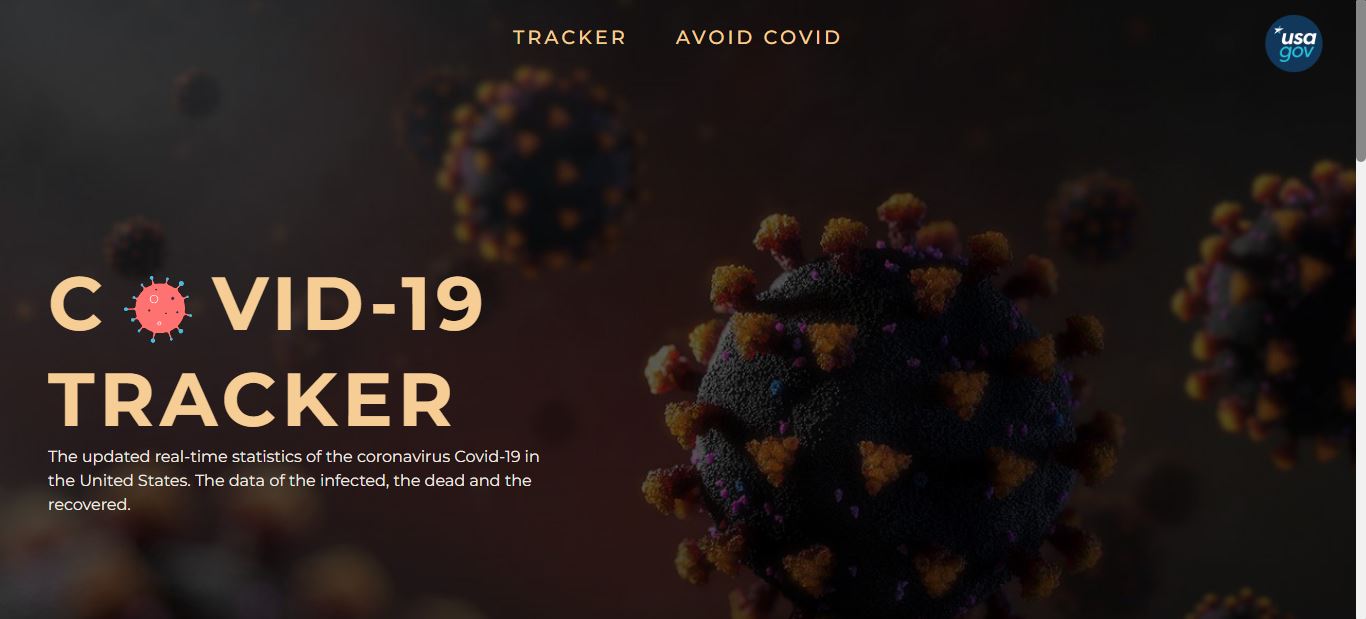 TRACKER AVOID COVID
usa
gov
C VID-19
TRACKER
The updated real-time statistics of the coronavirus Covid-19 in
the United States. The data of the infected, the dead and the
recovered.